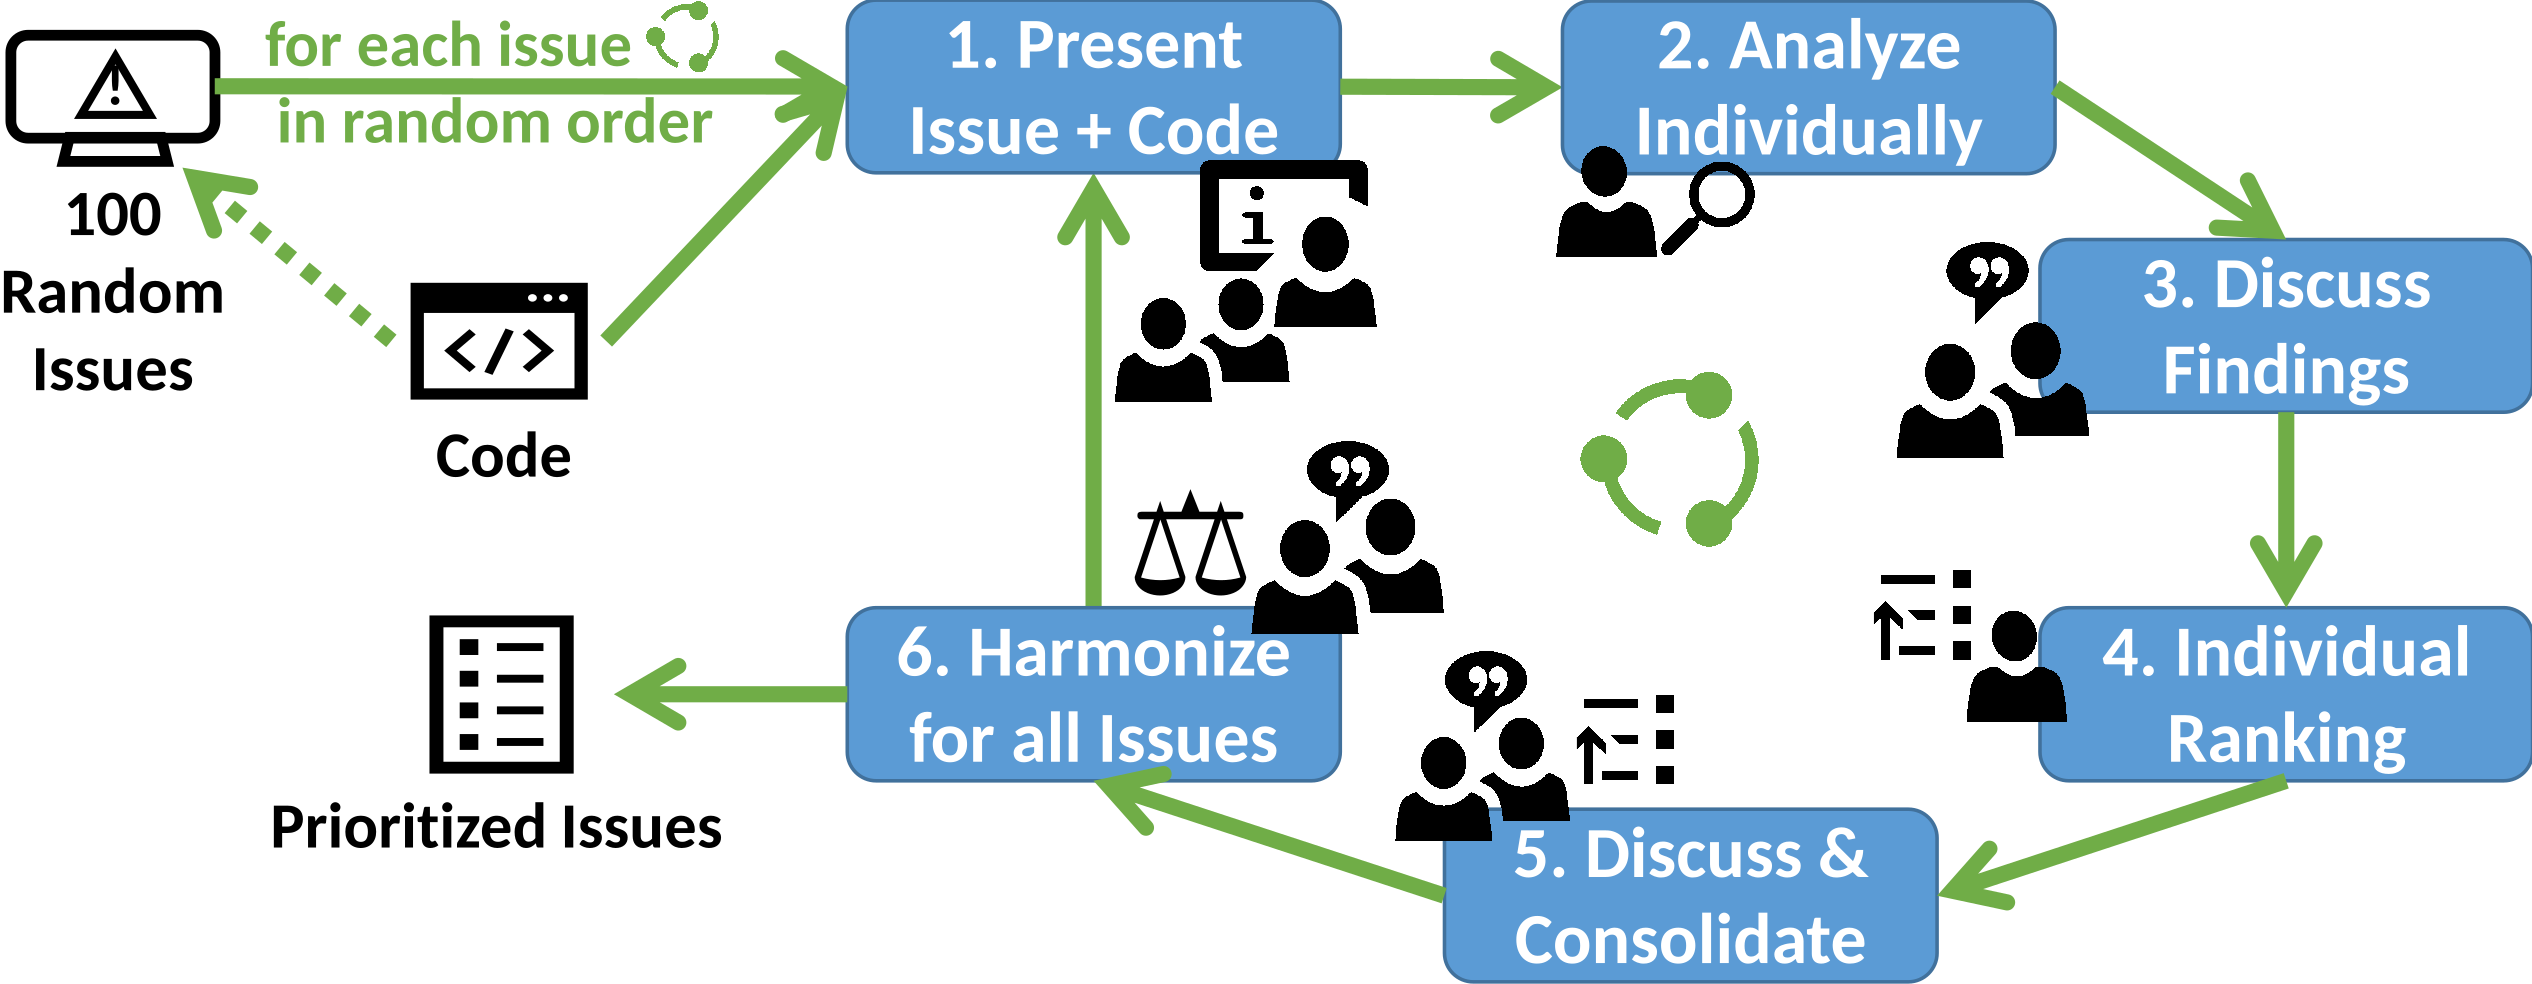 for each issue
in random order
100
Random
Issues
</>
Code
1. Present
Issue + Code
i
2. Analyze
Individually
3. Discuss
Findings
4. Individual
Ranking
5. Discuss &
Consolidate
6. Harmonize
for all Issues
Prioritized Issues